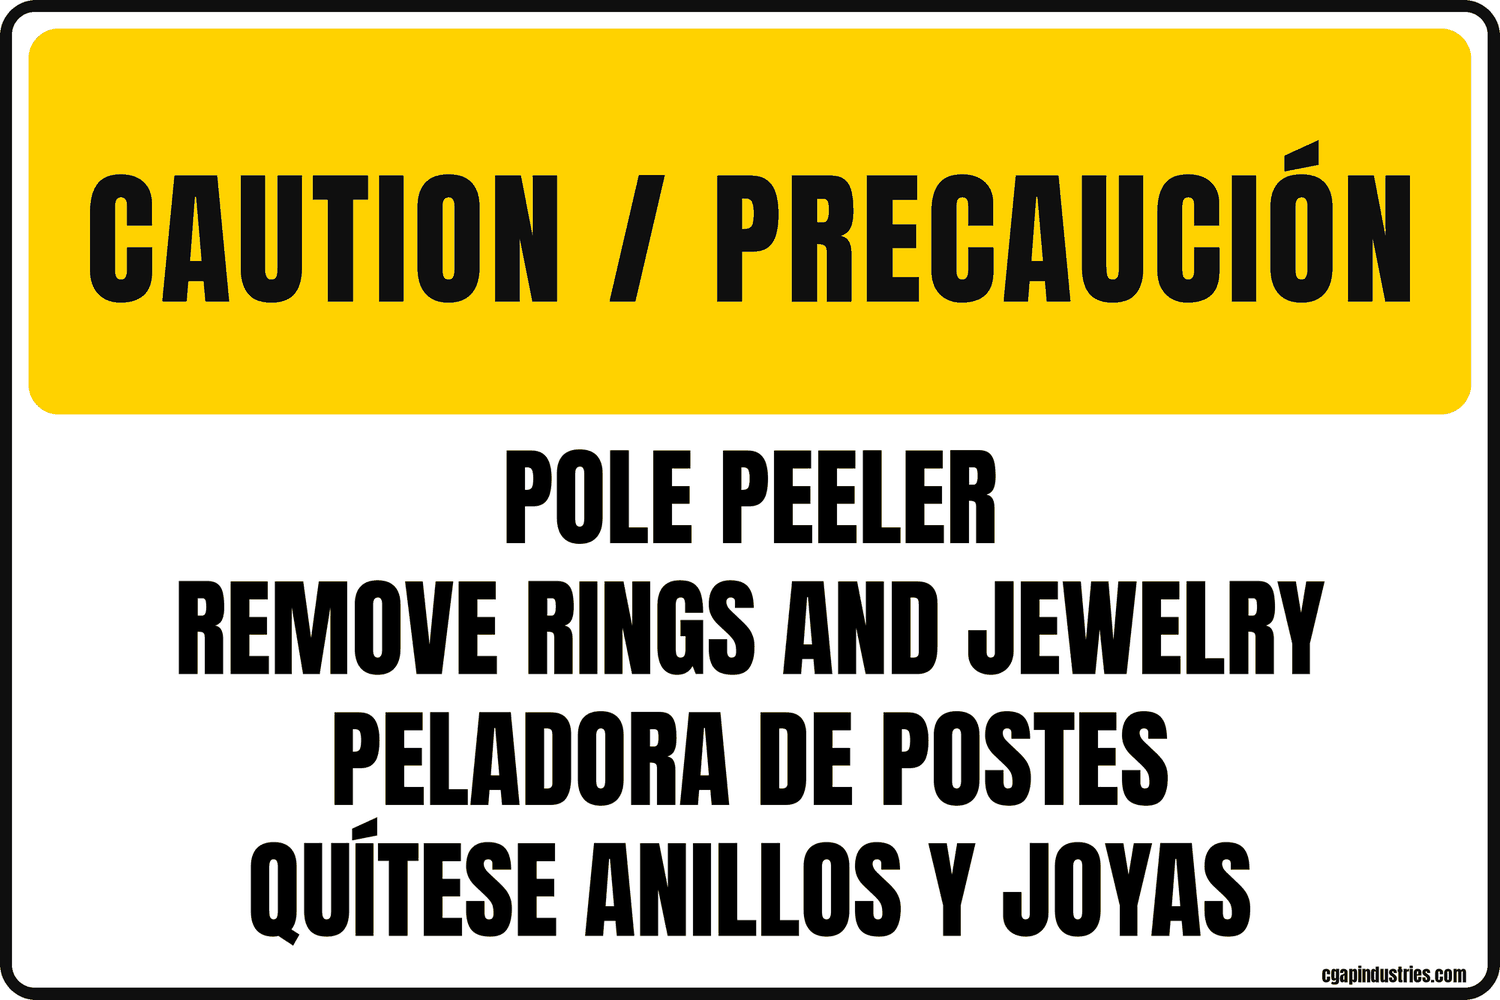 CAUTION / PRECAUCIÓN
POLE PEELER
REMOVE RINGS AND JEWELRY
PELADORA DE POSTES
QUÍTESE ANILLOS Y JOYAS
cgapindustries.com